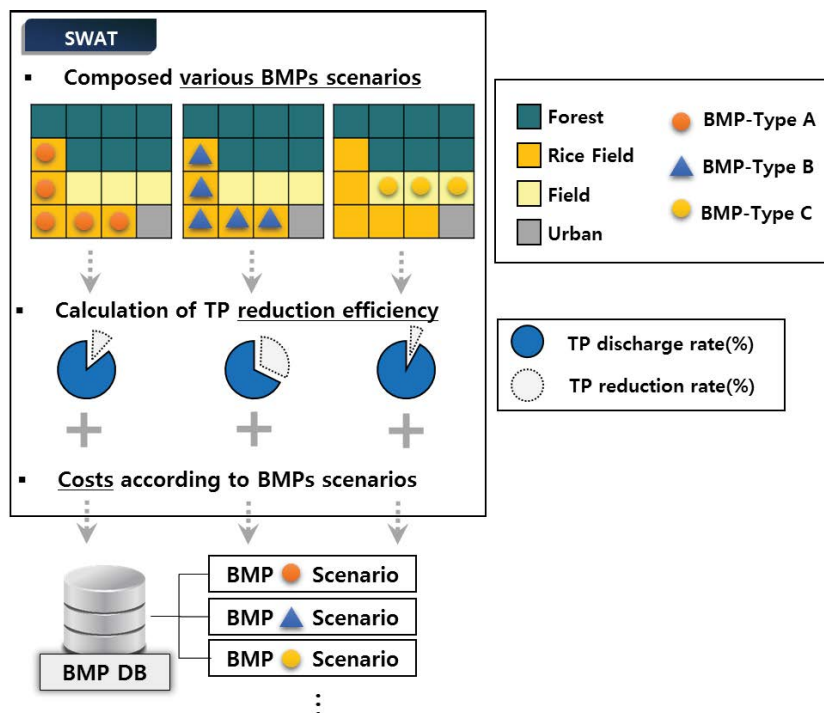 SWAT
▪ Composed various BMPs scenarios
Forest
Rice Field
Field
Urban
BMP-Type A
BMP-Type B
BMP-Type C
▪ Calculation of TP reduction efficiency
TP discharge rate(%)
TP reduction rate(%)
▪ Costs according to BMPs scenarios
BMP DB
BMP Scenario
BMP Scenario
BMP Scenario
⋮